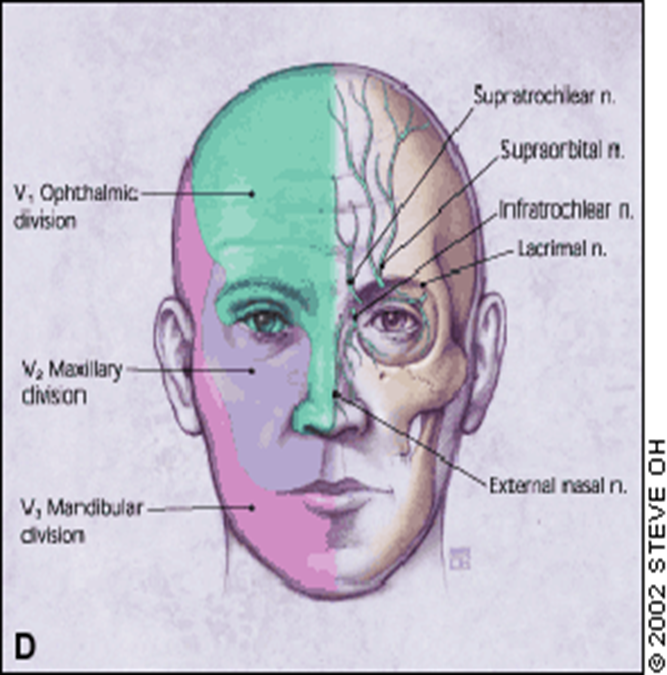 Supratrochlear n.
Supraorbital n.
V₁ Ophthalmic
division
Infratrochlear n.
Lacrimal n.
V₂ Maxillary
division
External nasal n.
V₃ Mandibular
division
D
© 2002 STEVE OH